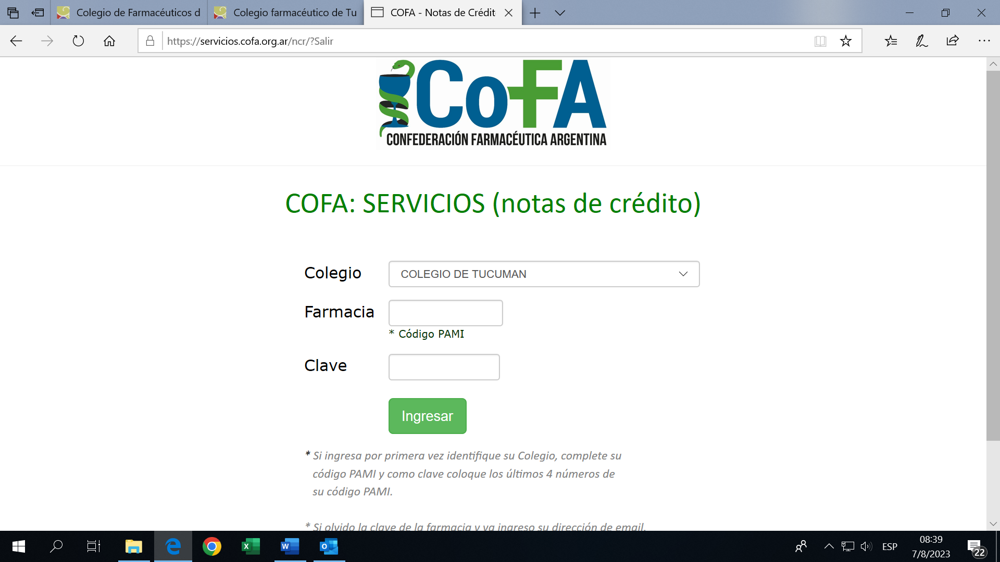 Colegio de Farmacéuticos d
Colegio farmacéutico de Tu
COFA - Notas de Crédit
https://servicios.cofa.org.ar/ncr/?Salir
CoFA
CONFEDERACIÓN FARMACÉUTICA ARGENTINA
COFA: SERVICIOS (notas de crédito)
Colegio
COLEGIO DE TUCUMAN
Farmacia
* Código PAMI
Clave
Ingresar
* Si ingresa por primera vez identifique su Colegio, complete su
código PAMI y como clave coloque los últimos 4 números de
su código PAMI.
* Si olvido la clave de la farmacia y ya ingreso su dirección de email,
ESP
08:39
7/8/2023
22